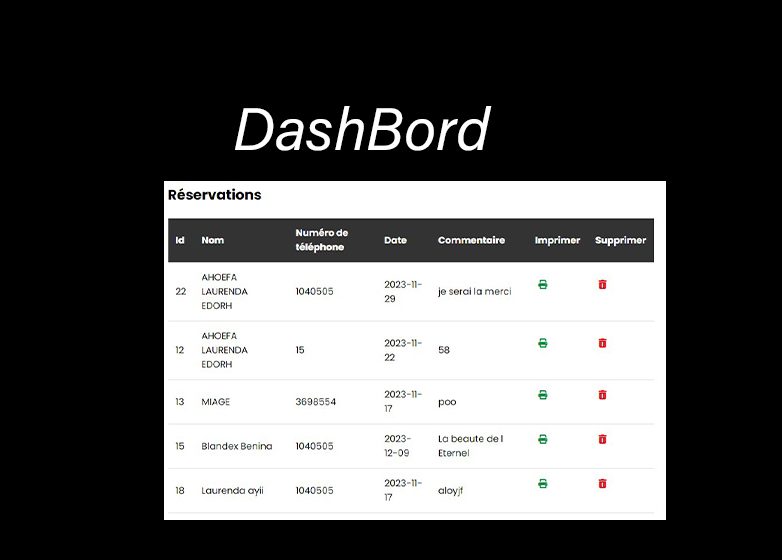 DashBord
Réservations
Id Nom Numéro de téléphone Date Commentaire Imprimer Supprimer
22 AHOEFA LAURENDA EDORH 1040505 2023-11-29 je serai la merci
12 AHOEFA LAURENDA EDORH 15 2023-11-22 58
13 MIAGE 3698554 2023-11-17 poo
15 Blandex Benina 1040505 2023-12-09 La beaute de l Eternel
18 Laurenda ayii 1040505 2023-11-17 aloyjf